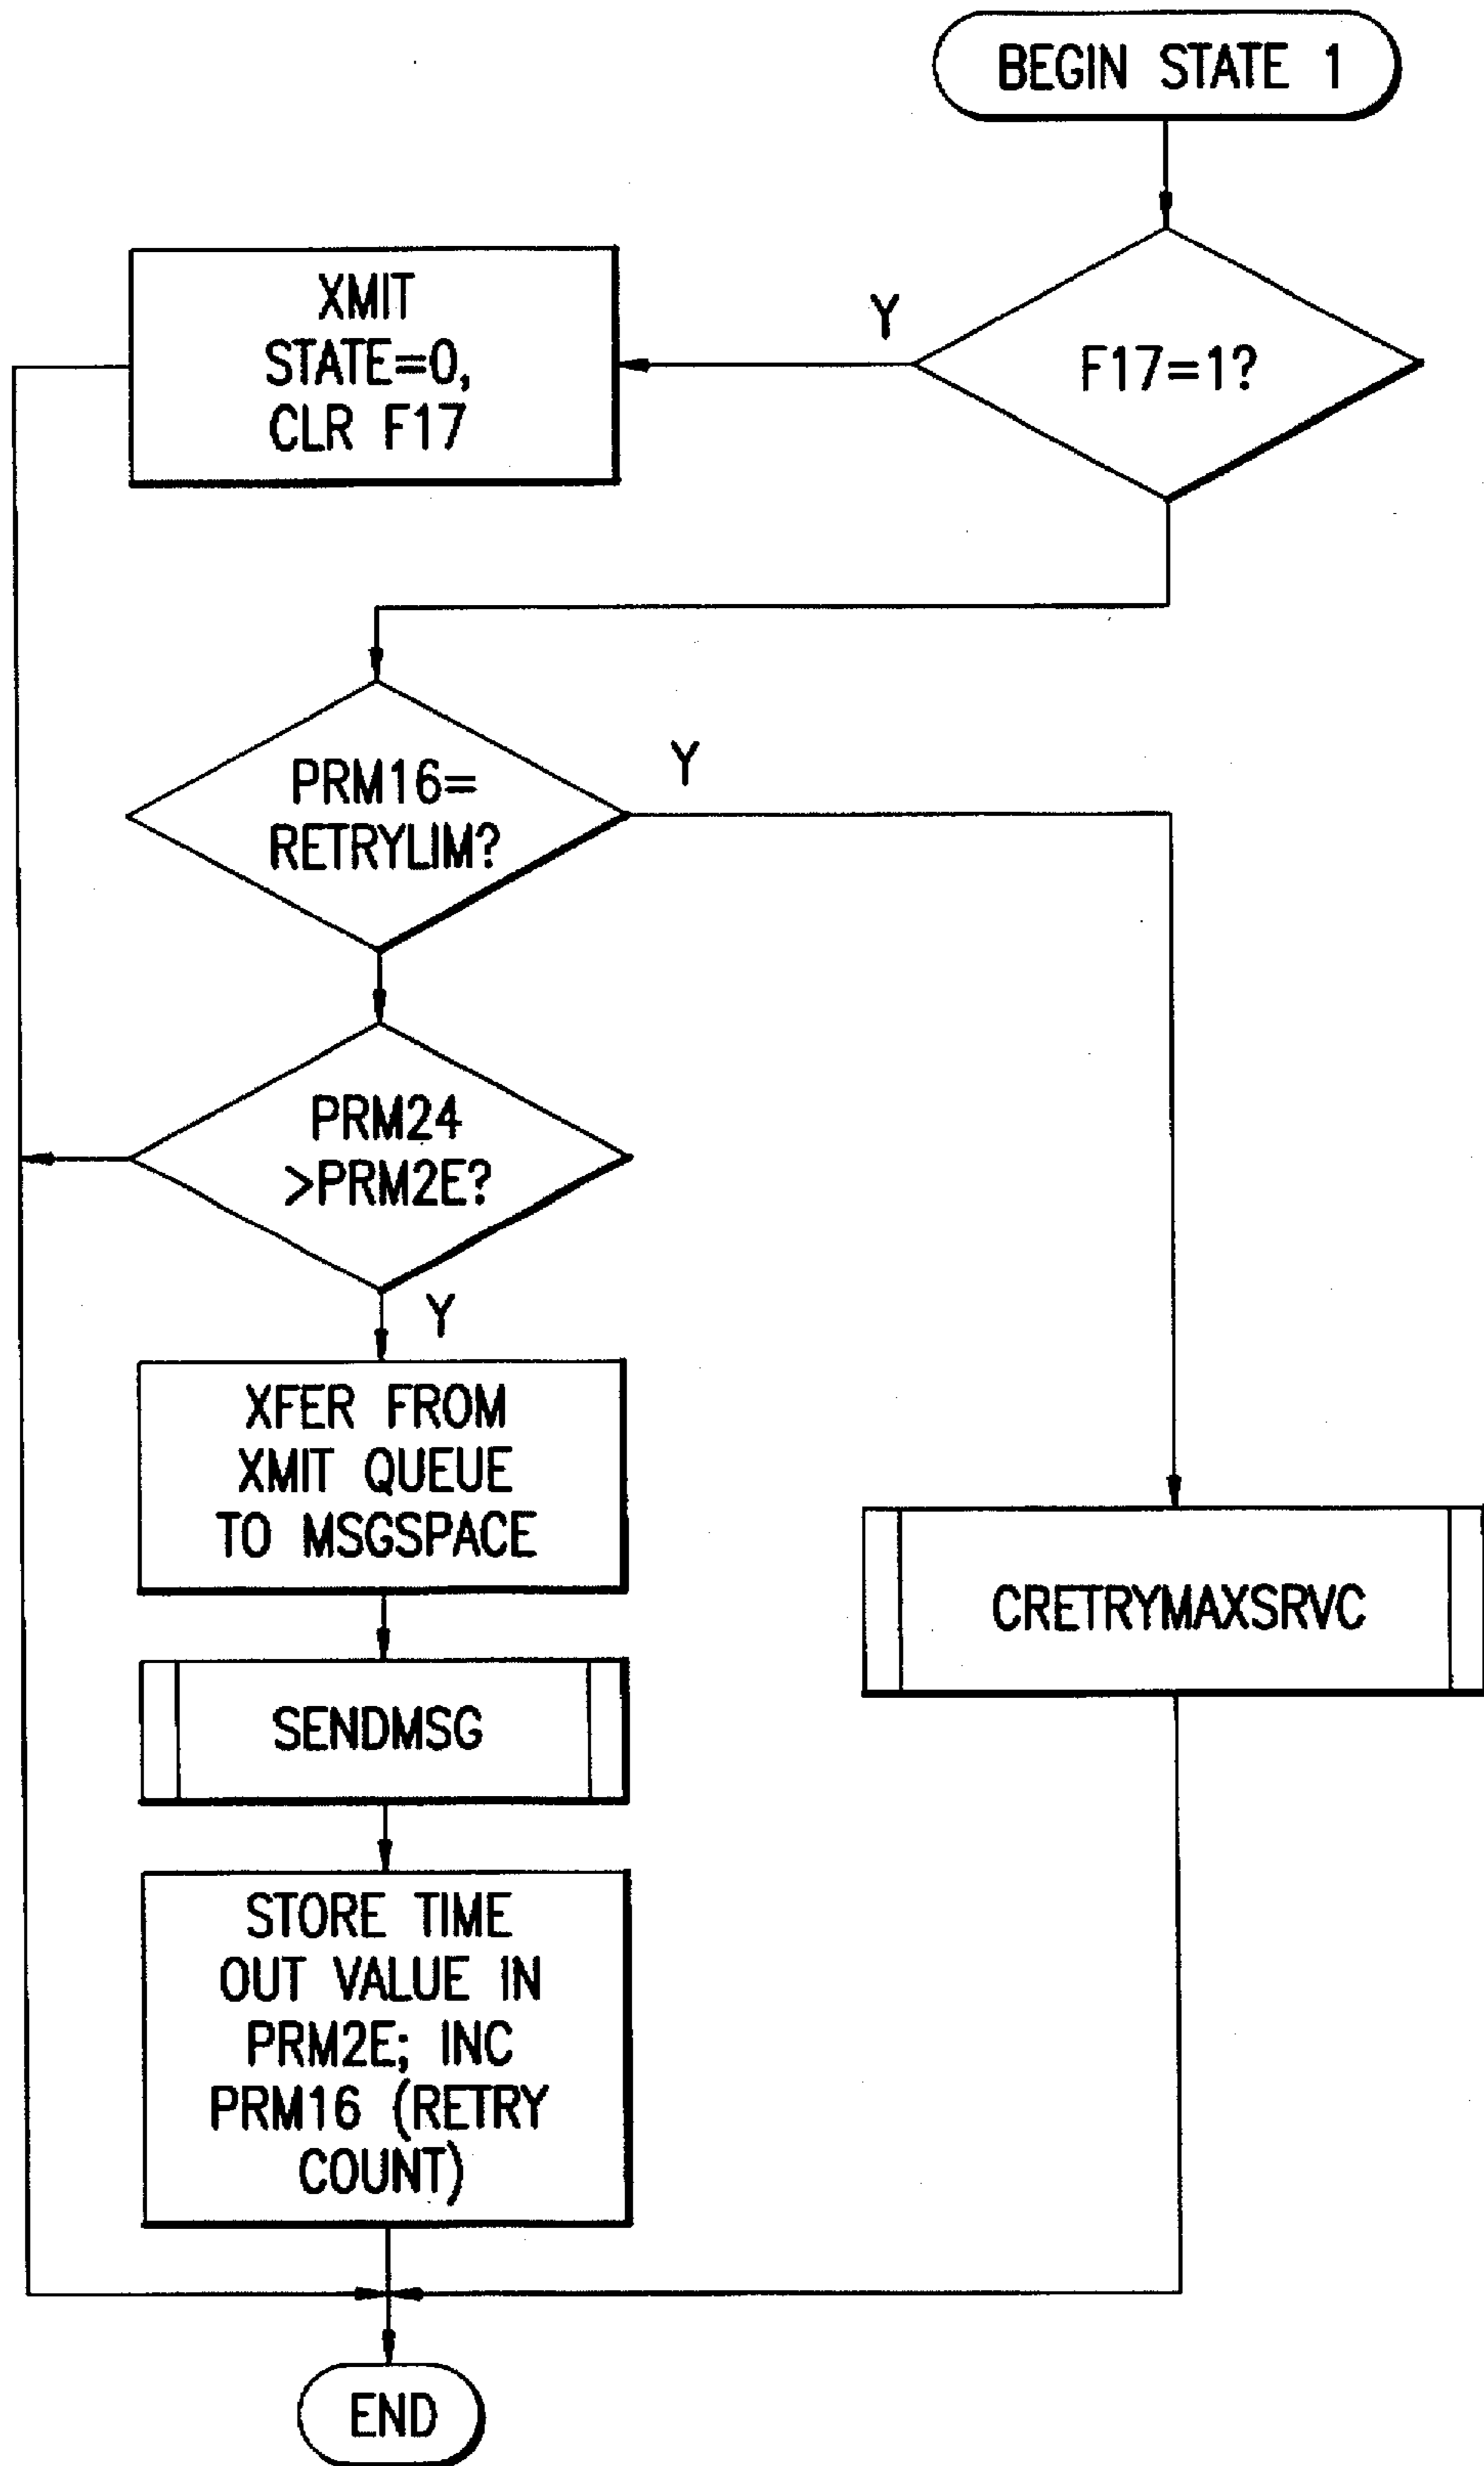 BEGIN STATE 1
F17=1?
Y
XMIT
STATE=0,
CLR F17
PRM16=
RETRYLIM?
Y
PRM24
>PRM2E?
Y
XFER FROM
XMIT QUEUE
TO MSGSPACE
CRETRYMAXSRVC
SENDMSG
STORE TIME
OUT VALUE IN
PRM2E; INC
PRM16 (RETRY
COUNT)
END